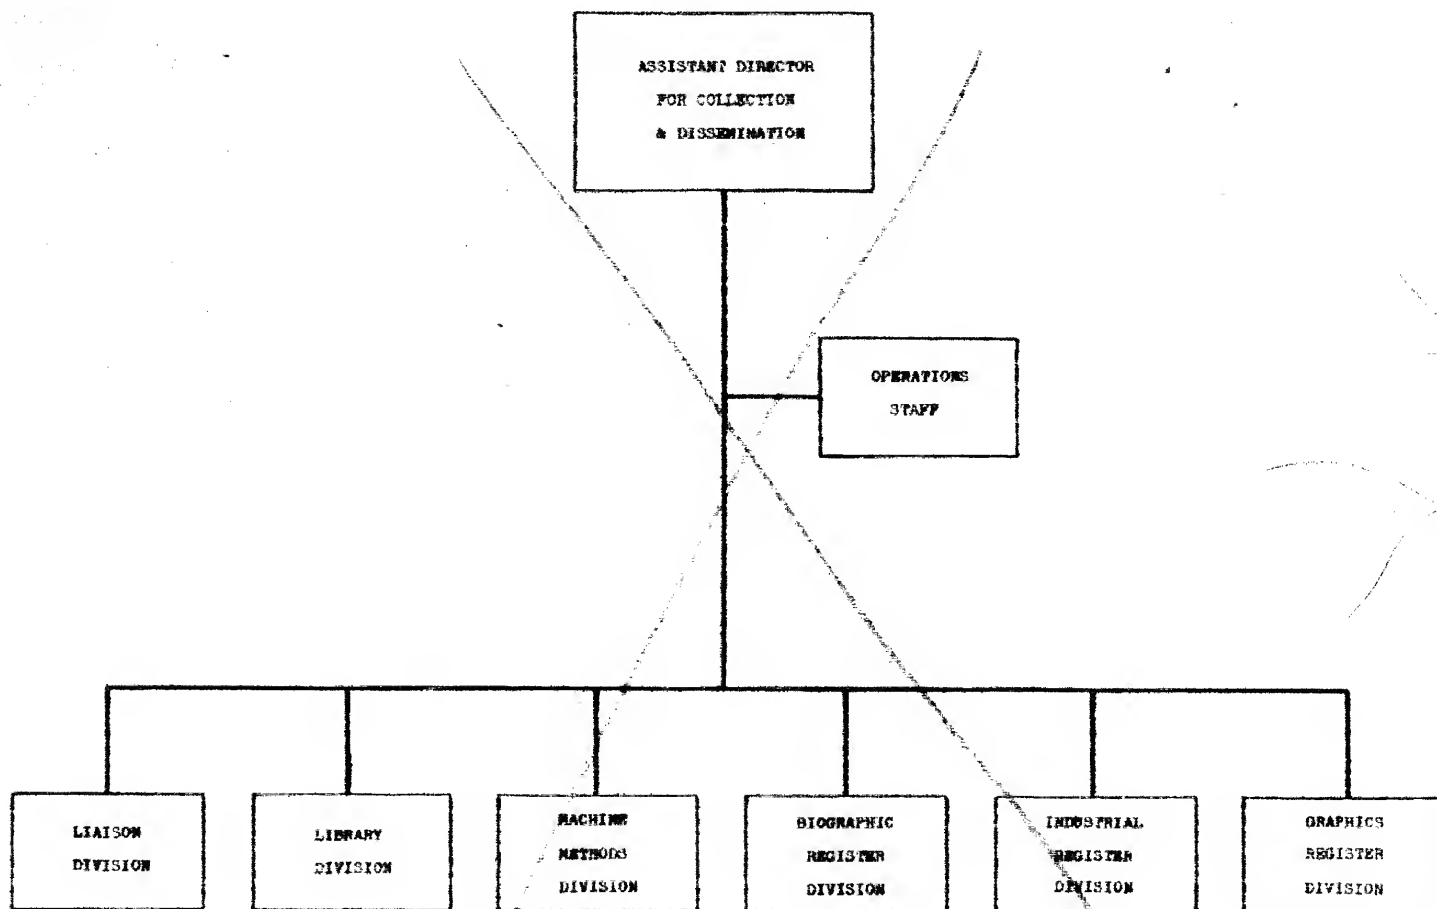 ASSISTANT DIRECTOR
FOR COLLECTION
& DISSEMINATION
OPERATIONS
STAFF
LIAISON
DIVISION
LIBRARY
DIVISION
MACHINE
METHODS
DIVISION
BIOGRAPHIC
REGISTER
DIVISION
INDUSTRIAL
REGISTER
DIVISION
GRAPHICS
REGISTER
DIVISION